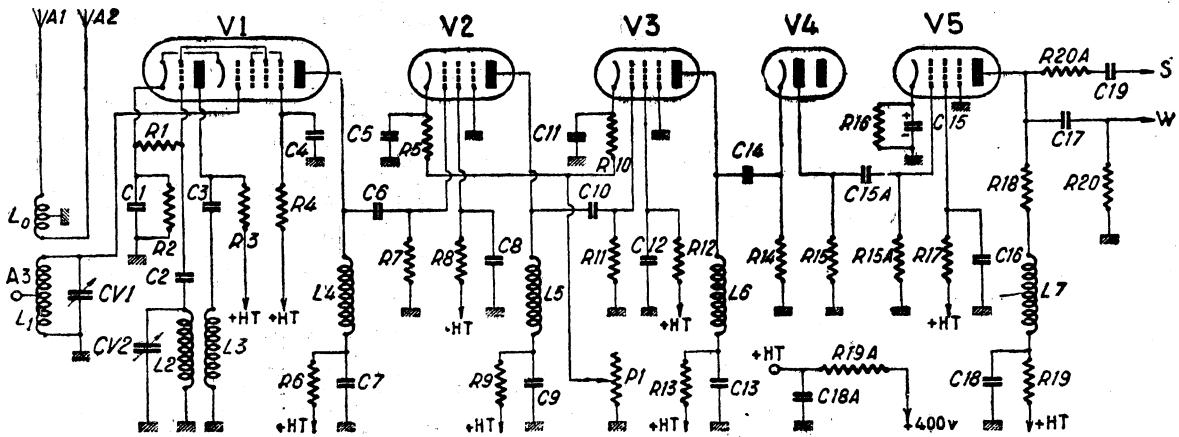 A1 A2 V1 V2 V3 V4 V5
R20A S
C19
R1 C4 C5 R5 C11 R10 R16 + - C15 C17 W
C14
C1 C3 C6 C10 C15A R18 R20
L0 R2 R3 R4 R7 R8 C8 R11 C12 R12 R14 R15 R15A R17 C16
A3 C2
CV1 L4 L5 L6 L7
L1 +HT +HT +HT +HT
CV2 L2 L3
+HT R19A
R6 C7 R9 C9 P1 R13 C13 C18A C18 R19
+HT +HT +HT +400v +HT